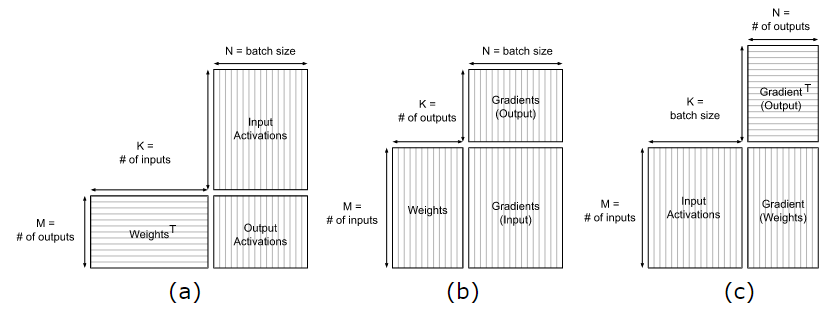 N = batch size
K =
# of inputs
Input
Activations
M =
# of outputs
Weights^T
Output
Activations
(a)
N = batch size
K =
# of outputs
Gradients
(Output)
M =
# of inputs
Weights
Gradients
(Input)
(b)
N =
# of outputs
K =
batch size
Gradient^T
(Output)
M =
# of inputs
Input
Activations
Gradient
(Weights)
(c)